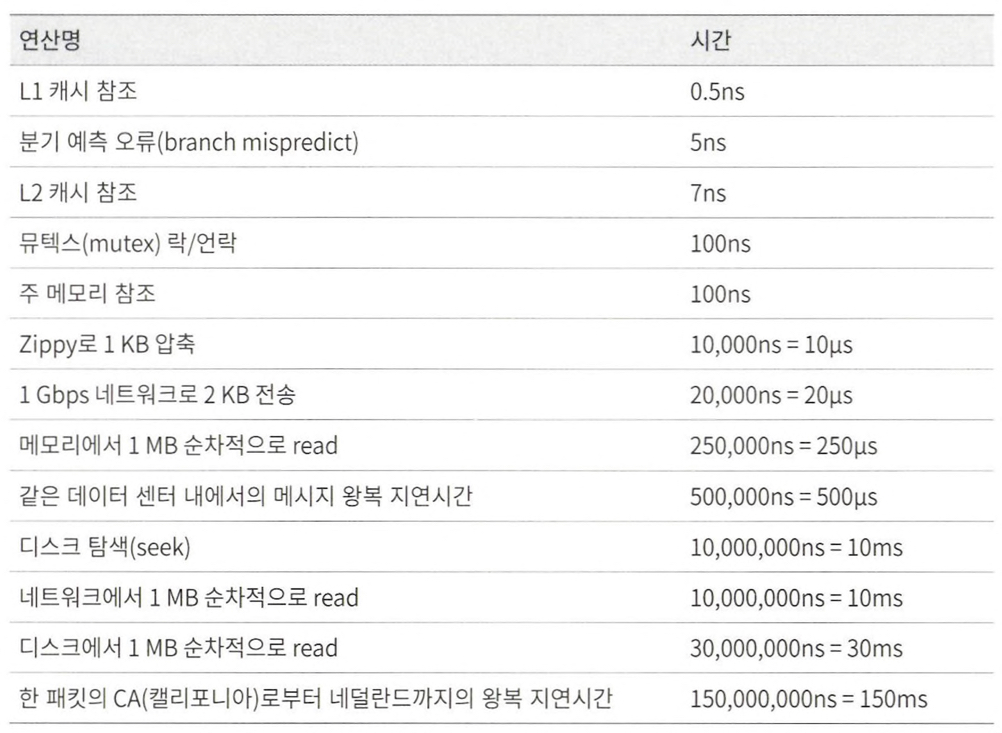 연산명 시간
L1 캐시 참조 0.5ns
분기 예측 오류(branch mispredict) 5ns
L2 캐시 참조 7ns
뮤텍스(mutex) 락/언락 100ns
주 메모리 참조 100ns
Zippy로 1 KB 압축 10,000ns = 10μs
1 Gbps 네트워크로 2 KB 전송 20,000ns = 20μs
메모리에서 1 MB 순차적으로 read 250,000ns = 250μs
같은 데이터 센터 내에서의 메시지 왕복 지연시간 500,000ns = 500μs
디스크 탐색(seek) 10,000,000ns = 10ms
네트워크에서 1 MB 순차적으로 read 10,000,000ns = 10ms
디스크에서 1 MB 순차적으로 read 30,000,000ns = 30ms
한 패킷의 CA(캘리포니아)로부터 네덜란드까지의 왕복 지연시간 150,000,000ns = 150ms